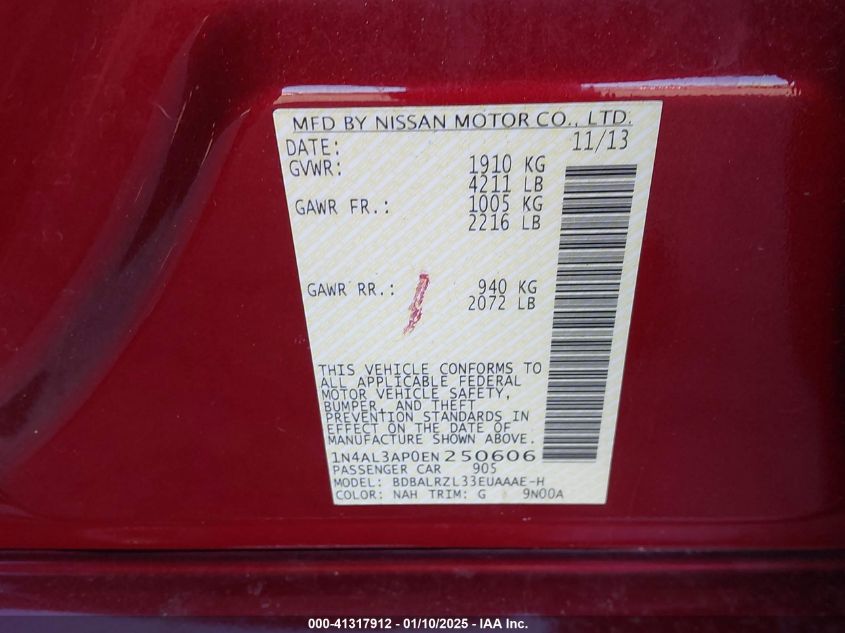 MFD BY NISSAN MOTOR CO., LTD.
DATE: 11/13
GVWR: 1910 KG
4211 LB
GAWR FR.: 1005 KG
2216 LB
GAWR RR.: 940 KG
2072 LB
THIS VEHICLE CONFORMS TO
ALL APPLICABLE FEDERAL
MOTOR VEHICLE SAFETY,
BUMPER, AND THEFT
PREVENTION STANDARDS IN
EFFECT ON THE DATE OF
MANUFACTURE SHOWN ABOVE.
1N4AL3AP0EN250606
PASSENGER CAR 905
MODEL: BDBALRZL33EUAAAE-H
COLOR: NAH TRIM: G 9N00A
000-41317912 - 01/10/2025 - IAA Inc.